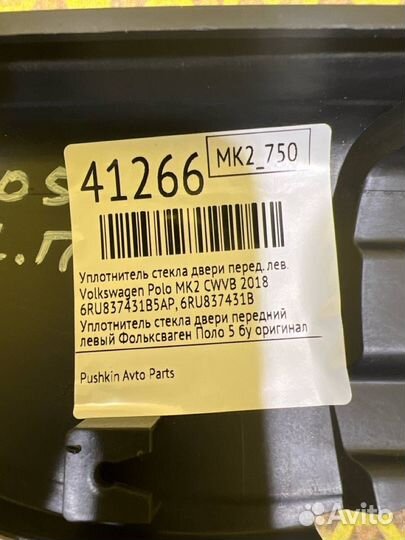 41266
MK2_750
Уплотнитель стекла двери перед. лев.
Volkswagen Polo MK2 CWVB 2018
6RU837431B5AP, 6RU837431B
Уплотнитель стекла двери передний
левый Фольксваген Поло 5 бу оригинал
Pushkin Avto Parts
Avito